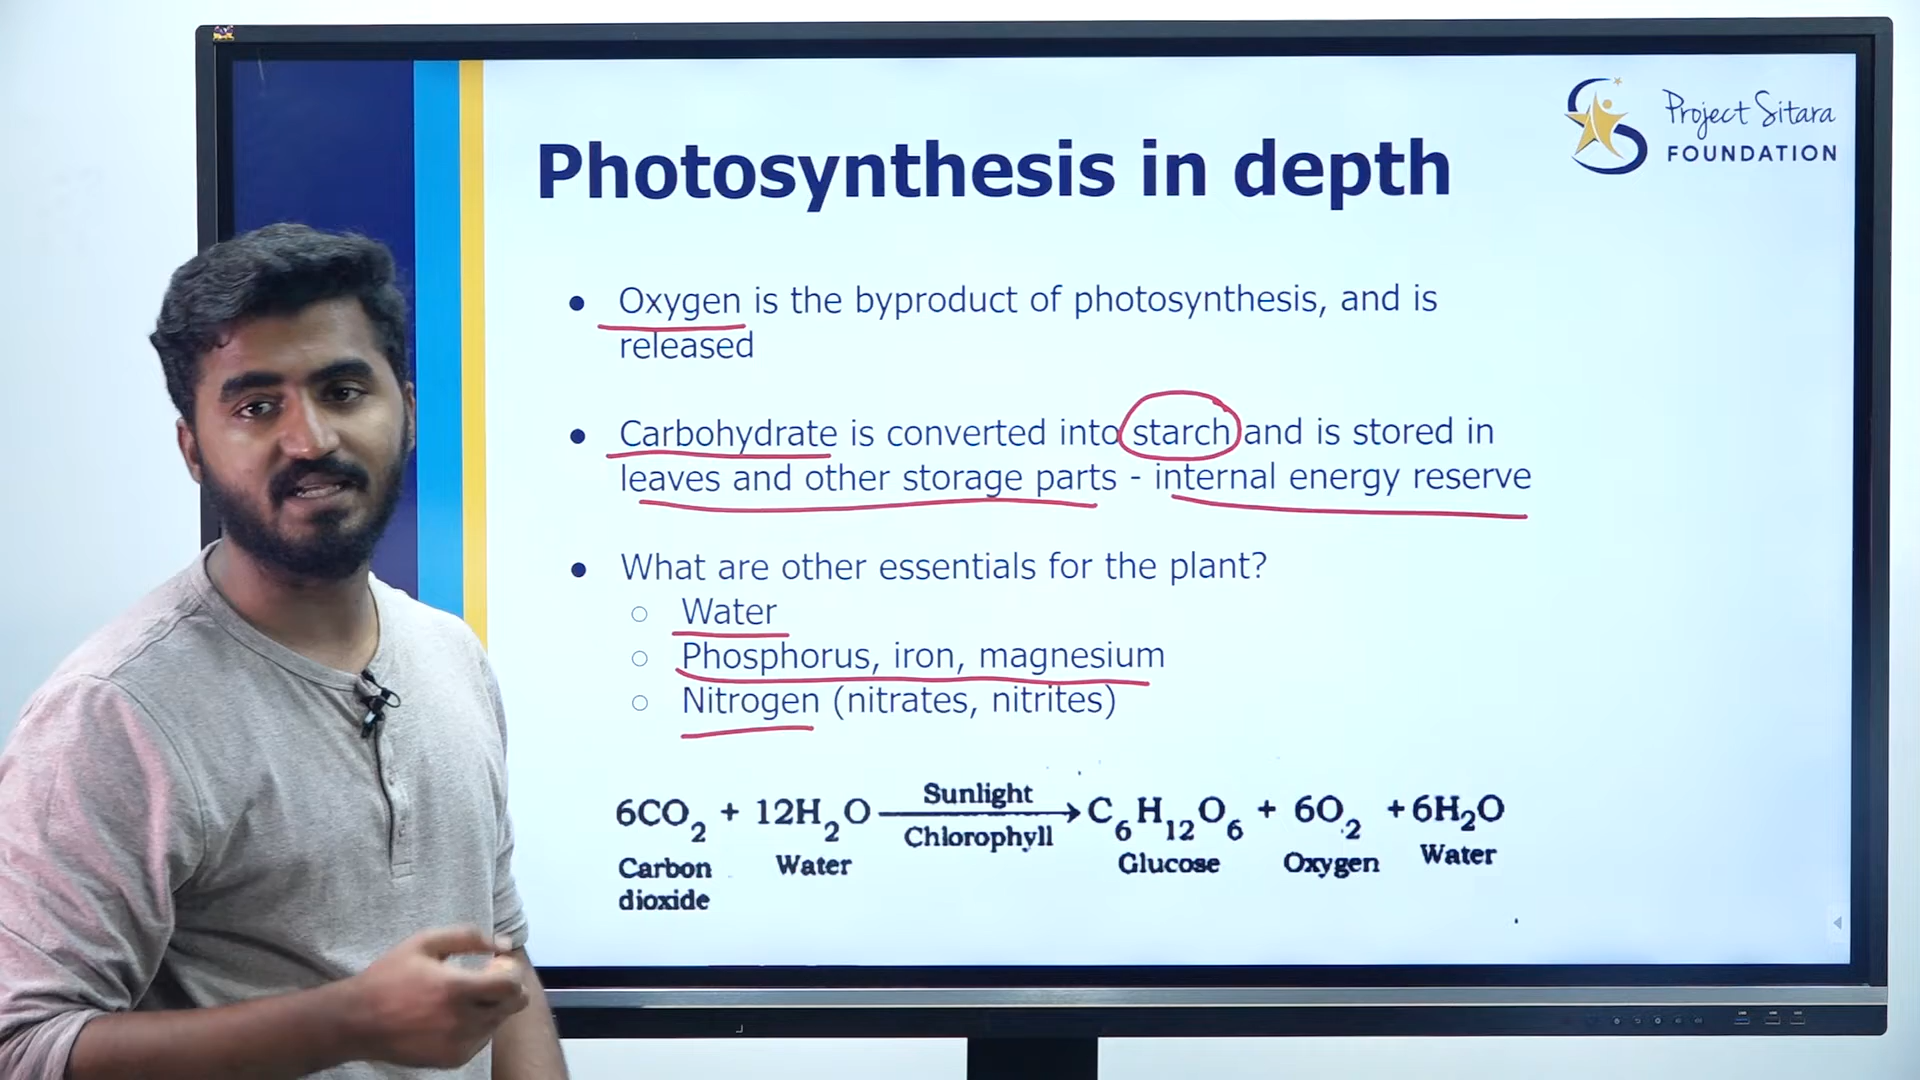 Project Sitara
FOUNDATION
Photosynthesis in depth
• Oxygen is the byproduct of photosynthesis, and is
released
• Carbohydrate is converted into starch and is stored in
leaves and other storage parts - internal energy reserve
• What are other essentials for the plant?
○ Water
○ Phosphorus, iron, magnesium
○ Nitrogen (nitrates, nitrites)
Sunlight
6CO₂ + 12H₂O → C₆H₁₂O₆ + 6O₂ + 6H₂O
Chlorophyll
Carbon dioxide Water Glucose Oxygen Water